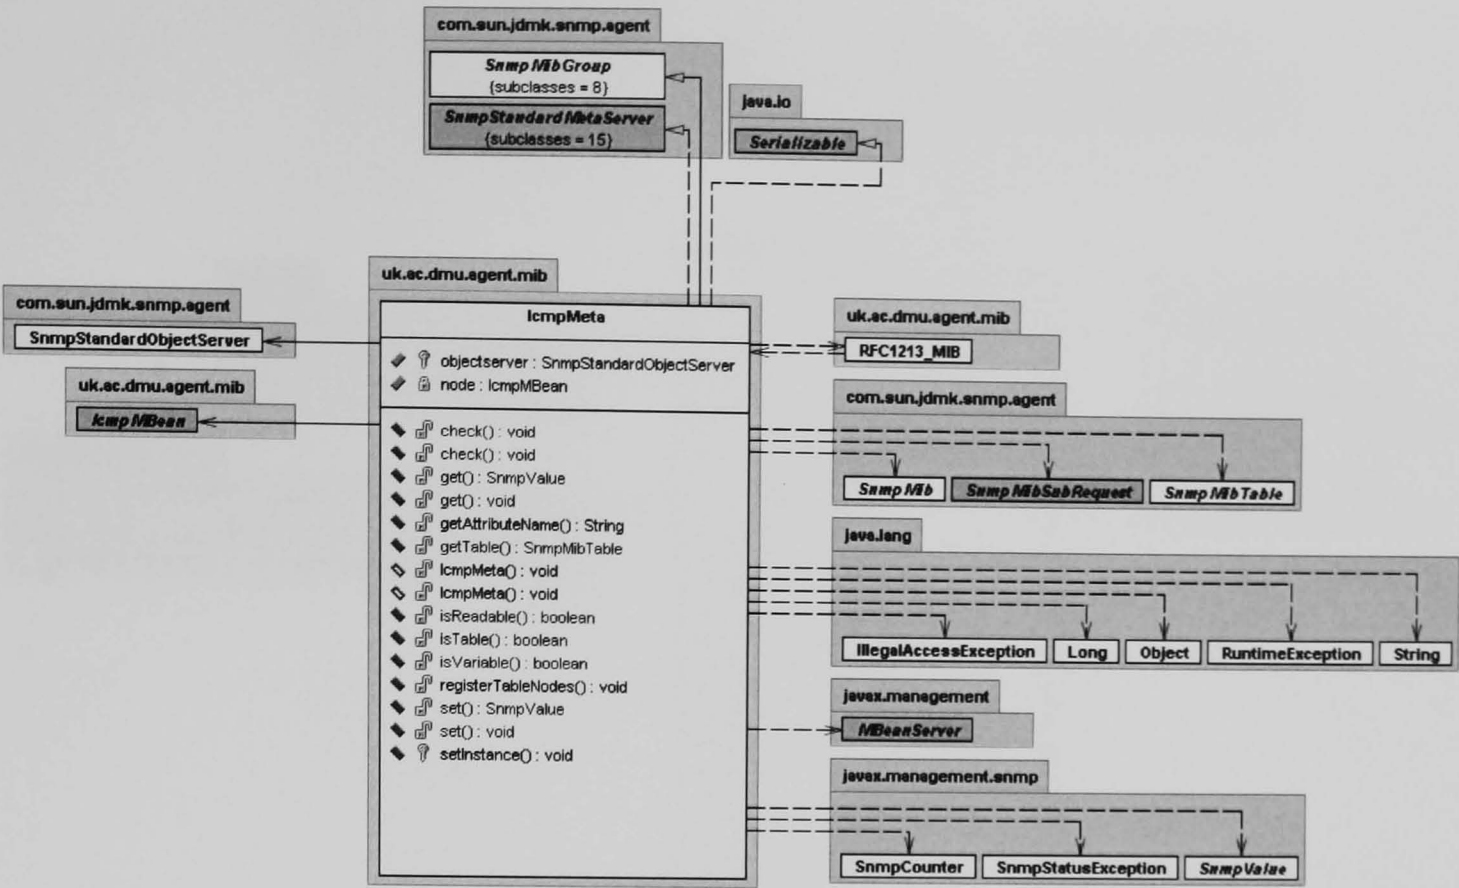 com.sun.jdmk.snmp.agent
SnmpMibGroup
{subclasses = 8}
SnmpStandardMetaServer
{subclasses = 15}
java.io
Serializable
uk.ac.dmu.agent.mib
IcmpMeta
objectserver : SnmpStandardObjectServer
node : IcmpMBean
check() : void
check() : void
get() : SnmpValue
get() : void
getAttributeName() : String
getTable() : SnmpMibTable
IcmpMeta() : void
IcmpMeta() : void
isReadable() : boolean
isTable() : boolean
isVariable() : boolean
registerTableNodes() : void
set() : SnmpValue
set() : void
setInstance() : void
com.sun.jdmk.snmp.agent
SnmpStandardObjectServer
uk.ac.dmu.agent.mib
IcmpMBean
uk.ac.dmu.agent.mib
RFC1213_MIB
com.sun.jdmk.snmp.agent
SnmpMib
SnmpMibSubRequest
SnmpMibTable
java.lang
IllegalAccessException
Long
Object
RuntimeException
String
javax.management
MBeanServer
javax.management.snmp
SnmpCounter
SnmpStatusException
SnmpValue